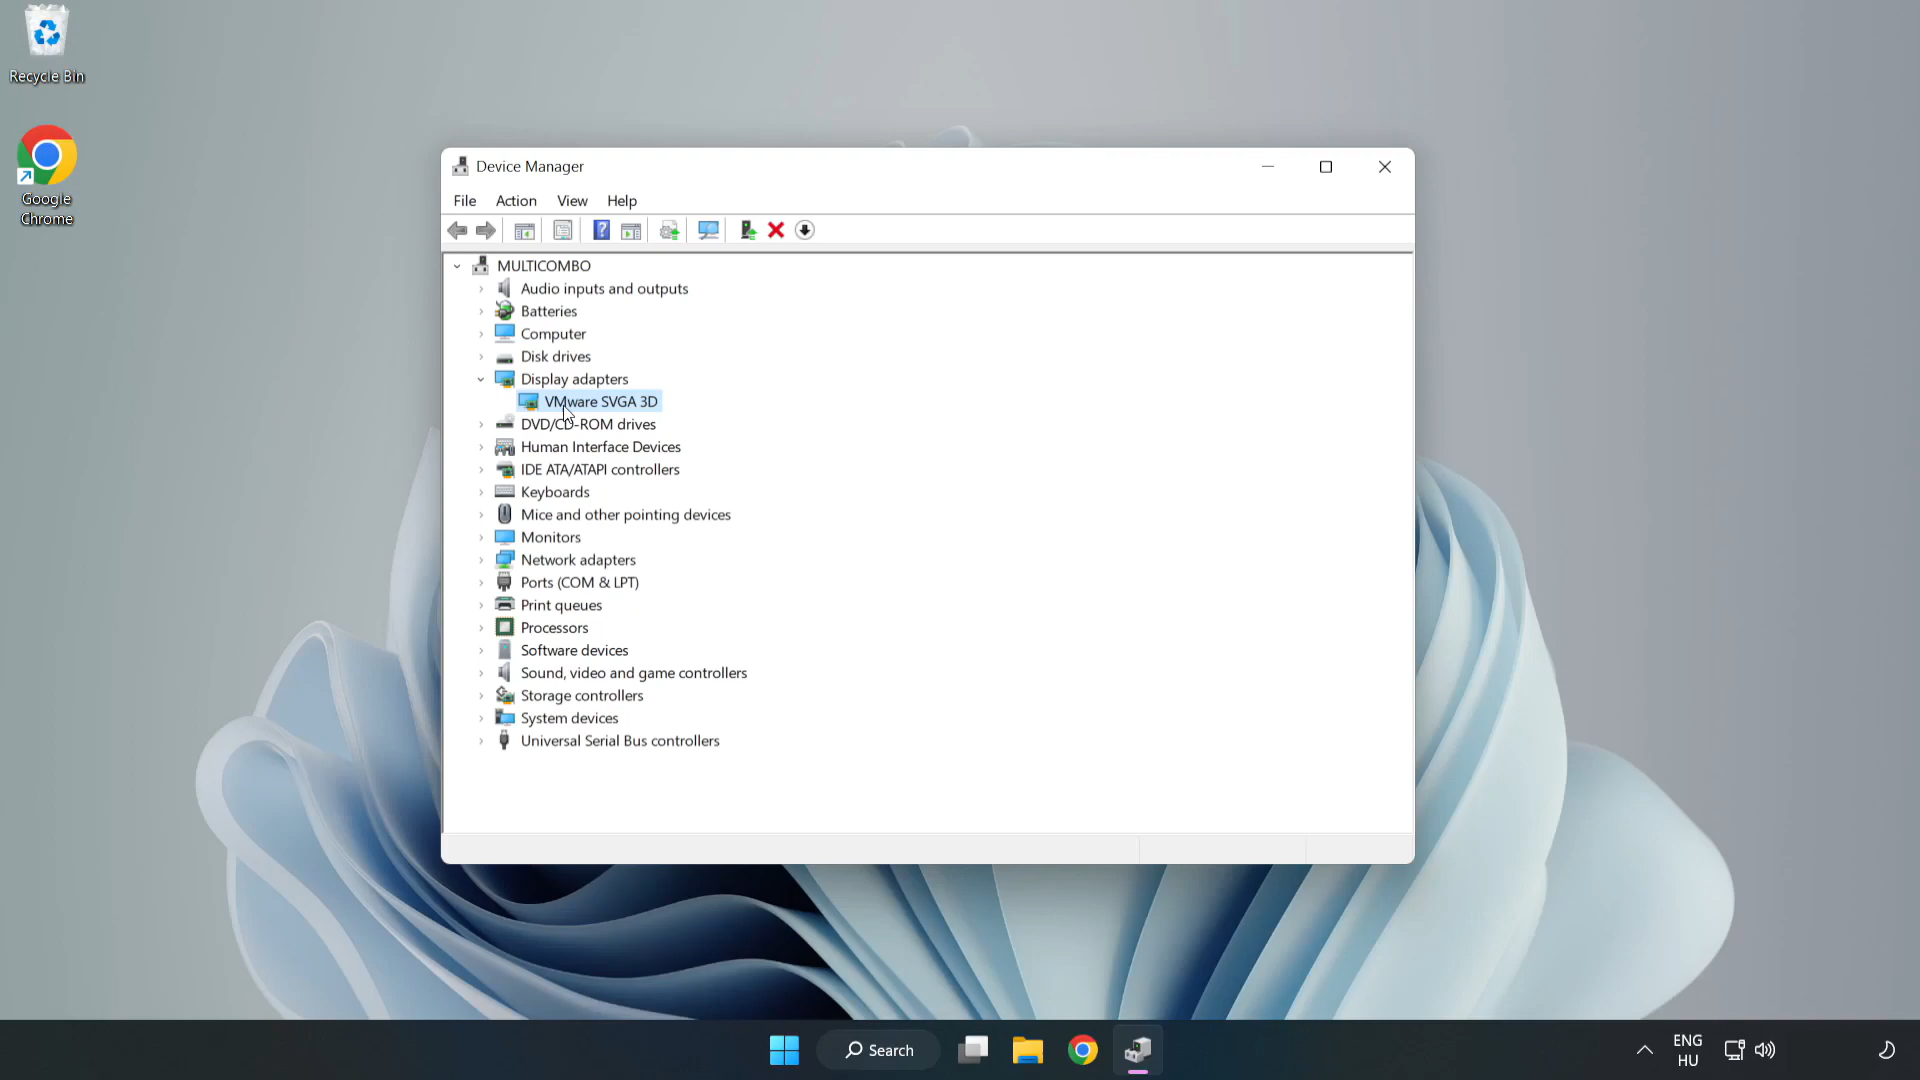 Recycle Bin
Google
Chrome
Device Manager
File Action View Help
MULTICOMBO
Audio inputs and outputs
Batteries
Computer
Disk drives
Display adapters
VMware SVGA 3D
DVD/CD-ROM drives
Human Interface Devices
IDE ATA/ATAPI controllers
Keyboards
Mice and other pointing devices
Monitors
Network adapters
Ports (COM & LPT)
Print queues
Processors
Software devices
Sound, video and game controllers
Storage controllers
System devices
Universal Serial Bus controllers
Search
ENG
HU